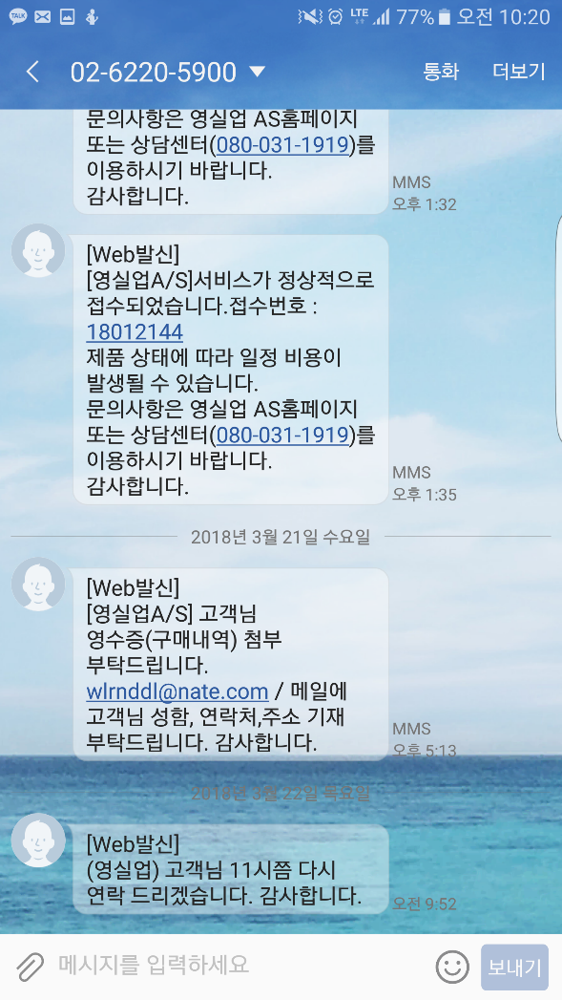 TALK
LTE
77%
오전 10:20
02-6220-5900
통화
더보기
문의사항은 영실업 AS홈페이지
또는 상담센터(080-031-1919)를
이용하시기 바랍니다.
감사합니다.
MMS
오후 1:32
[Web발신]
[영실업A/S]서비스가 정상적으로
접수되었습니다.접수번호 :
18012144
제품 상태에 따라 일정 비용이
발생될 수 있습니다.
문의사항은 영실업 AS홈페이지
또는 상담센터(080-031-1919)를
이용하시기 바랍니다.
감사합니다.
MMS
오후 1:35
2018년 3월 21일 수요일
[Web발신]
[영실업A/S] 고객님
영수증(구매내역) 첨부
부탁드립니다.
wlrnddl@nate.com / 메일에
고객님 성함, 연락처,주소 기재
부탁드립니다. 감사합니다.
MMS
오후 5:13
2018년 3월 22일 목요일
[Web발신]
(영실업) 고객님 11시쯤 다시
연락 드리겠습니다. 감사합니다.
오전 9:52
메시지를 입력하세요
보내기